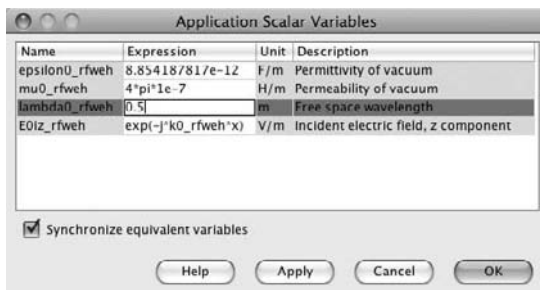 Application Scalar Variables
Name Expression Unit Description
epsilon0_rfweh 8.854187817e-12 F/m Permittivity of vacuum
mu0_rfweh 4*pi*1e-7 H/m Permeability of vacuum
lambda0_rfweh 0.5 m Free space wavelength
E0iz_rfweh exp(-j*k0_rfweh*x) V/m Incident electric field, z component
Synchronize equivalent variables
Help Apply Cancel OK